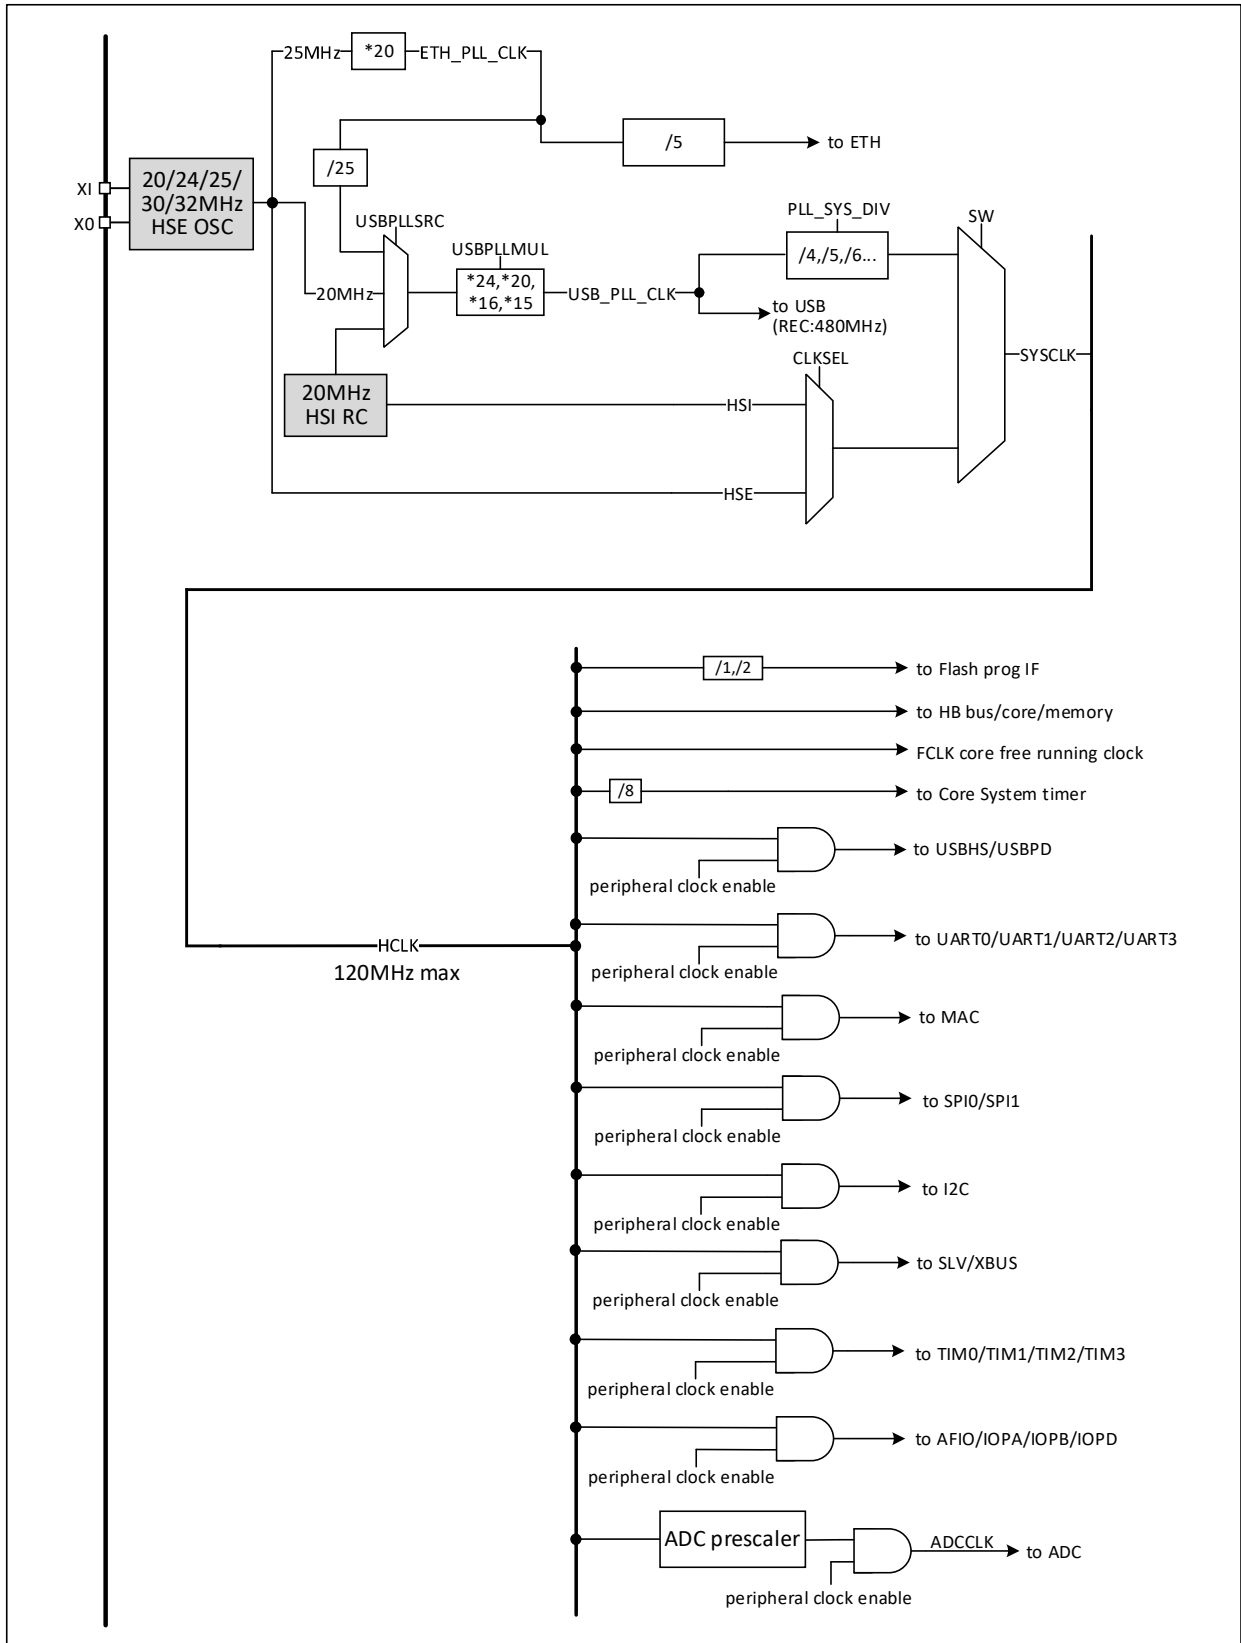 25MHz
*20
ETH_PLL_CLK
/5
to ETH
/25
XI
X0
20/24/25/
30/32MHz
HSE OSC
USBPLLSRC
PLL_SYS_DIV
SW
USBPLLMUL
/4,/5,/6...
*24,*20,
*16,*15
20MHz
USB_PLL_CLK
to USB
(REC:480MHz)
SYSCLK
CLKSEL
20MHz
HSI RC
HSI
HSE
/1,/2
to Flash prog IF
to HB bus/core/memory
FCLK core free running clock
/8
to Core System timer
to USBHS/USBPD
peripheral clock enable
to UART0/UART1/UART2/UART3
HCLK
120MHz max
peripheral clock enable
to MAC
peripheral clock enable
to SPI0/SPI1
peripheral clock enable
to I2C
peripheral clock enable
to SLV/XBUS
peripheral clock enable
to TIM0/TIM1/TIM2/TIM3
peripheral clock enable
to AFIO/IOPA/IOPB/IOPD
peripheral clock enable
ADC prescaler
ADCCLK
to ADC
peripheral clock enable